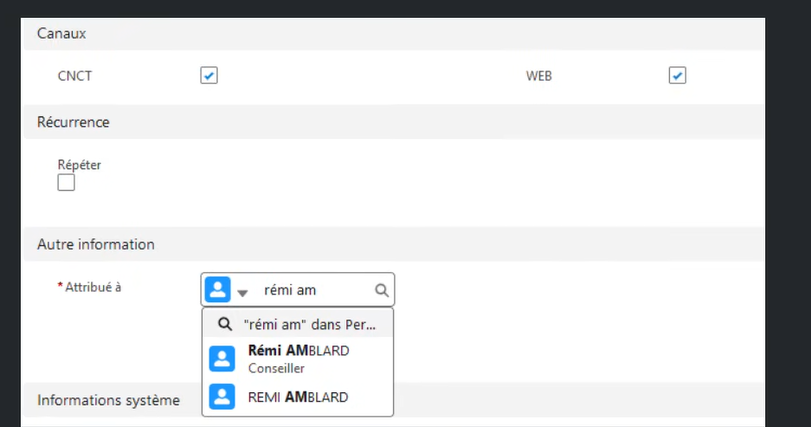 Canaux
CNCT
WEB
Récurrence
Répéter
Autre information
*Attribué à
rémi am
"rémi am" dans Per...
Rémi AMBLARD
Conseiller
REMI AMBLARD
Informations système